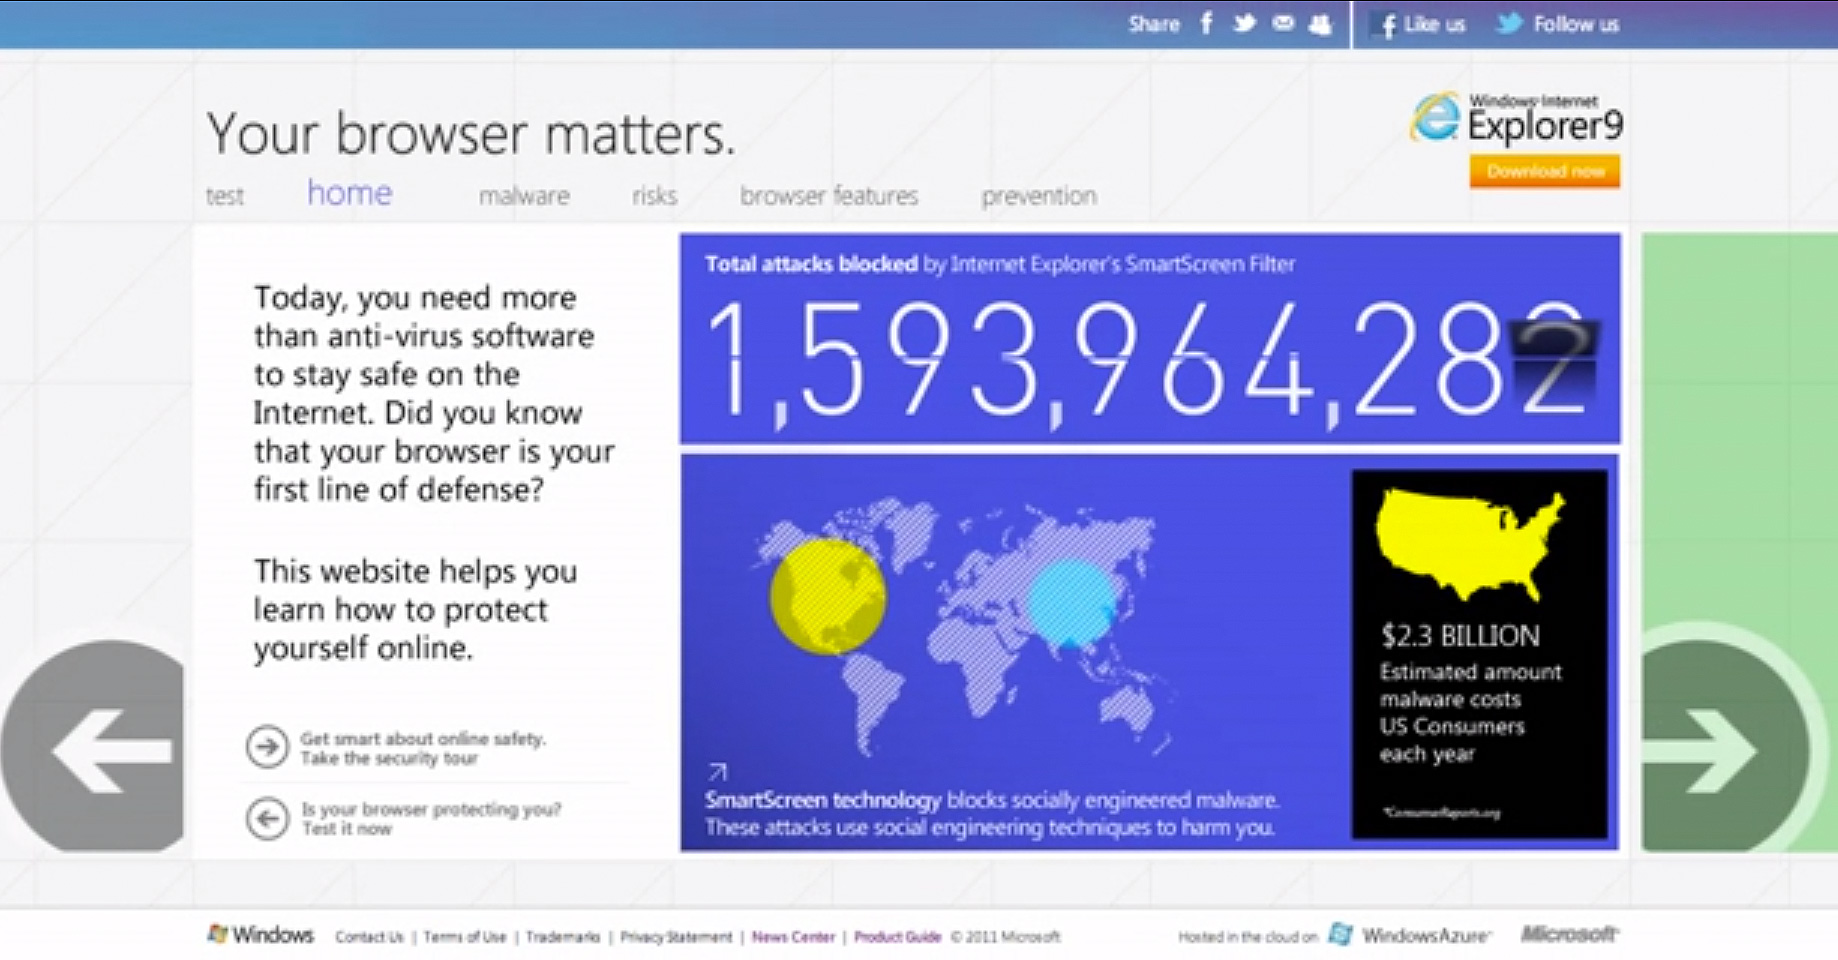 Share
Like us
Follow us
Your browser matters.
Windows Internet
Explorer9
Download now
test home malware risks browser features prevention
Today, you need more
than anti-virus software
to stay safe on the
Internet. Did you know
that your browser is your
first line of defense?
This website helps you
learn how to protect
yourself online.
Get smart about online safety.
Take the security tour
Is your browser protecting you?
Test it now
Total attacks blocked by Internet Explorer's SmartScreen Filter
1,593,964,282
SmartScreen technology blocks socially engineered malware.
These attacks use social engineering techniques to harm you.
$2.3 BILLION
Estimated amount
malware costs
US Consumers
each year
*ConsumerReports.org
Windows Contact Us | Terms of Use | Trademarks | Privacy Statement | News Center | Product Guide © 2011 Microsoft
Hosted in the cloud on Windows Azure Microsoft